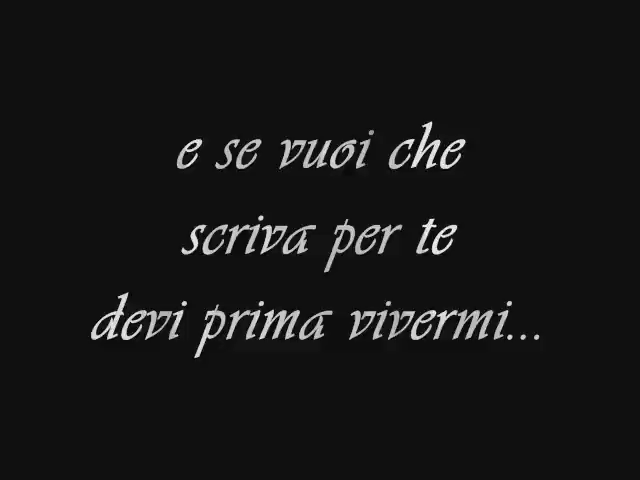 e se vuoi che
scriva per te
devi prima vivermi...